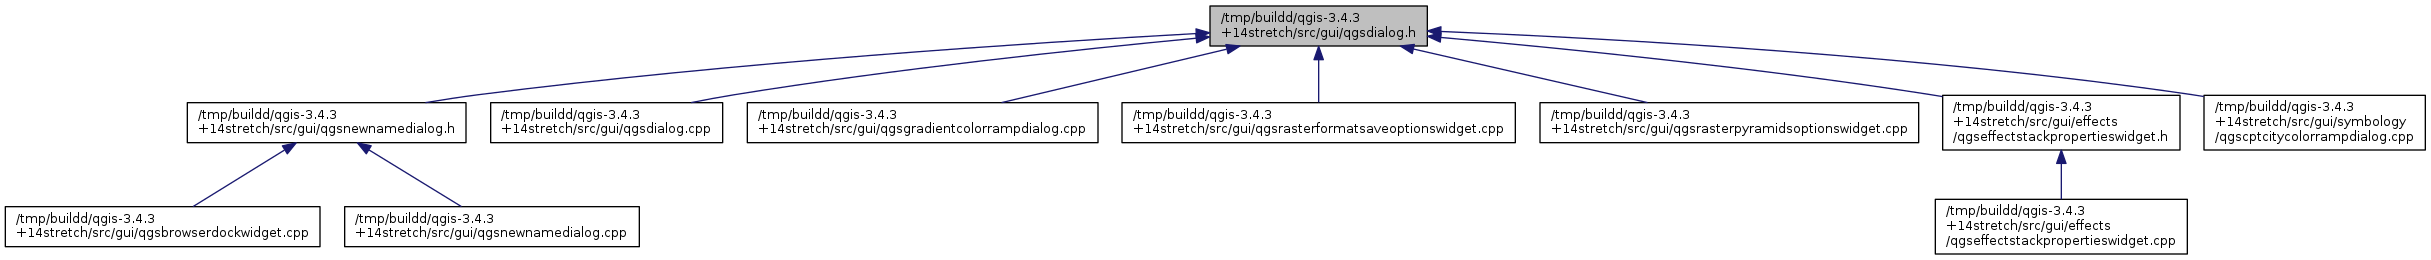 /tmp/buildd/qgis-3.4.3
+14stretch/src/gui/qgsdialog.h
/tmp/buildd/qgis-3.4.3
+14stretch/src/gui/qgsnewnamedialog.h
/tmp/buildd/qgis-3.4.3
+14stretch/src/gui/qgsdialog.cpp
/tmp/buildd/qgis-3.4.3
+14stretch/src/gui/qgsgradientcolorrampdialog.cpp
/tmp/buildd/qgis-3.4.3
+14stretch/src/gui/qgsrasterformatsaveoptionswidget.cpp
/tmp/buildd/qgis-3.4.3
+14stretch/src/gui/qgsrasterpyramidsoptionswidget.cpp
/tmp/buildd/qgis-3.4.3
+14stretch/src/gui/effects
/qgseffectstackpropertieswidget.h
/tmp/buildd/qgis-3.4.3
+14stretch/src/gui/symbology
/qgscptcitycolorrampdialog.cpp
/tmp/buildd/qgis-3.4.3
+14stretch/src/gui/qgsbrowserdockwidget.cpp
/tmp/buildd/qgis-3.4.3
+14stretch/src/gui/qgsnewnamedialog.cpp
/tmp/buildd/qgis-3.4.3
+14stretch/src/gui/effects
/qgseffectstackpropertieswidget.cpp